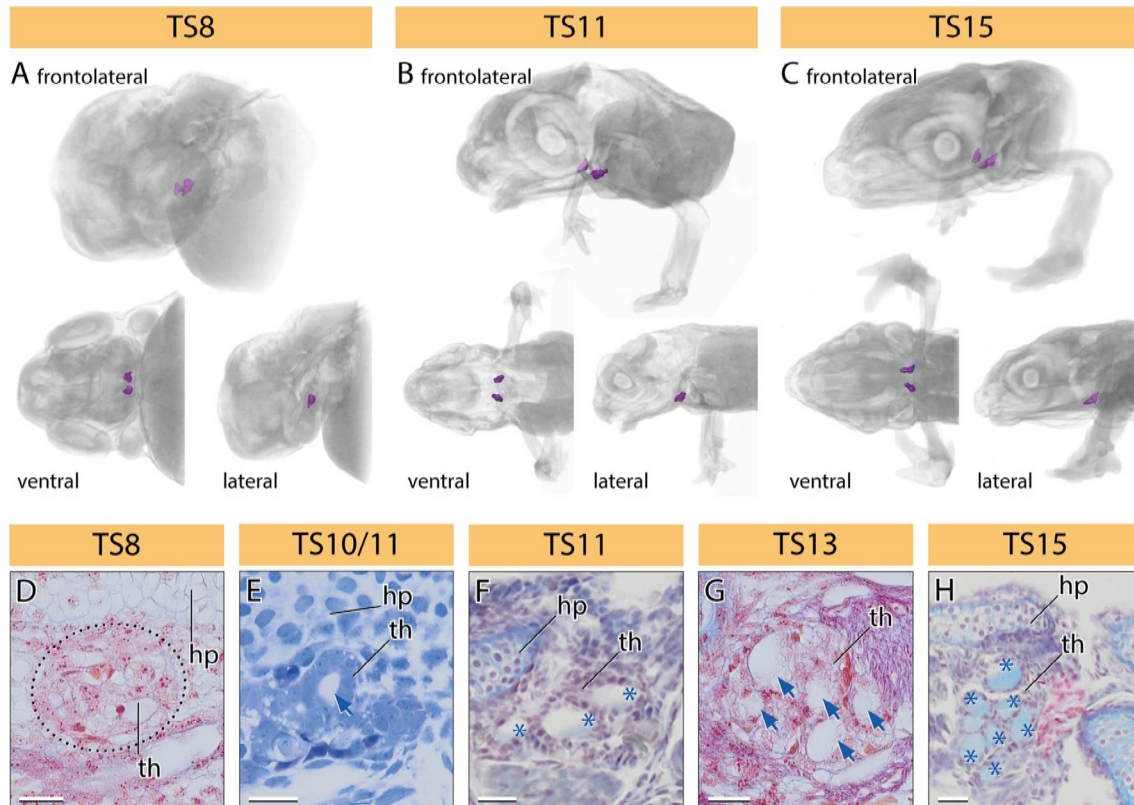 TS8
TS11
TS15
A frontolateral
B frontolateral
C frontolateral
ventral
lateral
ventral
lateral
ventral
lateral
TS8
TS10/11
TS11
TS13
TS15
D
hp
th
E
hp
th
F
hp
th
*
*
*
G
th
H
hp
th
*
*
*
*
*
*
*
*